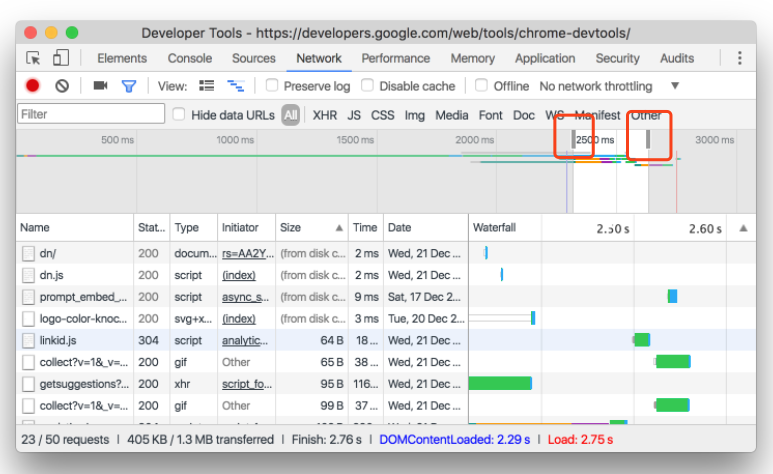 Developer Tools - https://developers.google.com/web/tools/chrome-devtools/
Elements Console Sources Network Performance Memory Application Security Audits
View: Preserve log Disable cache Offline No network throttling
Filter Hide data URLs All XHR JS CSS Img Media Font Doc WS Manifest Other
500 ms 1000 ms 1500 ms 2000 ms 2500 ms 3000 ms
Name Stat... Type Initiator Size Time Date Waterfall 2.50 s 2.60 s
dn/ 200 docum... rs=AA2Y... (from disk c... 2 ms Wed, 21 Dec ...
dn.js 200 script (index) (from disk c... 2 ms Wed, 21 Dec ...
prompt_embed_... 200 script async_s... (from disk c... 9 ms Sat, 17 Dec 2...
logo-color-knoc... 200 svg+x... (index) (from disk c... 3 ms Tue, 20 Dec 2...
linkid.js 304 script analytic... 64 B 18 ... Wed, 21 Dec ...
collect?v=1&_v=... 200 gif Other 65 B 38 ... Wed, 21 Dec ...
getsuggestions?... 200 xhr script_fo... 95 B 116... Wed, 21 Dec ...
collect?v=1&_v=... 200 gif Other 99 B 37 ... Wed, 21 Dec ...
23 / 50 requests | 405 KB / 1.3 MB transferred | Finish: 2.76 s | DOMContentLoaded: 2.29 s | Load: 2.75 s